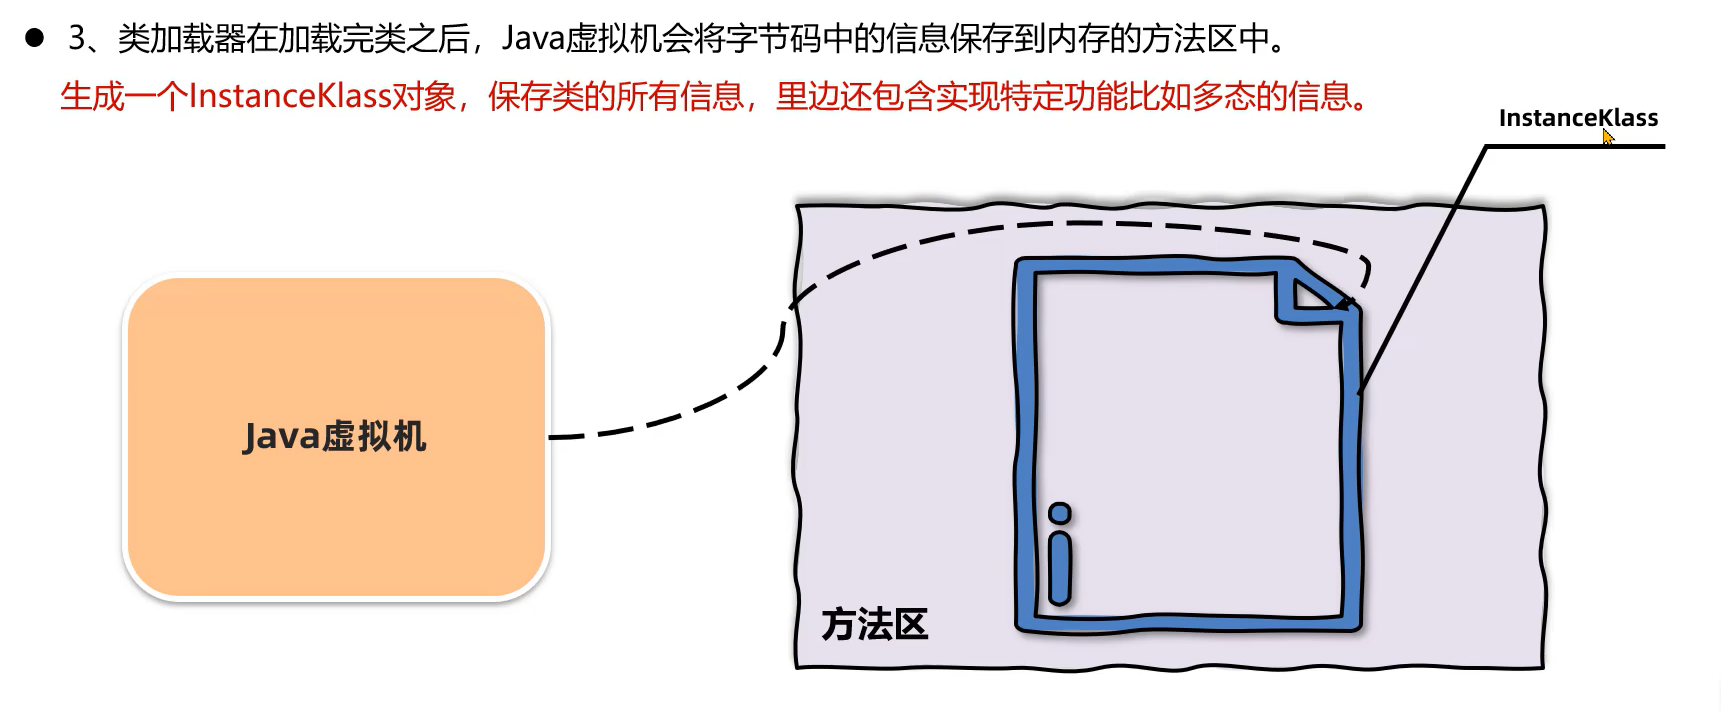 ● 3、类加载器在加载完类之后，Java虚拟机会将字节码中的信息保存到内存的方法区中。
生成一个InstanceKlass对象，保存类的所有信息，里边还包含实现特定功能比如多态的信息。
InstanceKlass
Java虚拟机
方法区